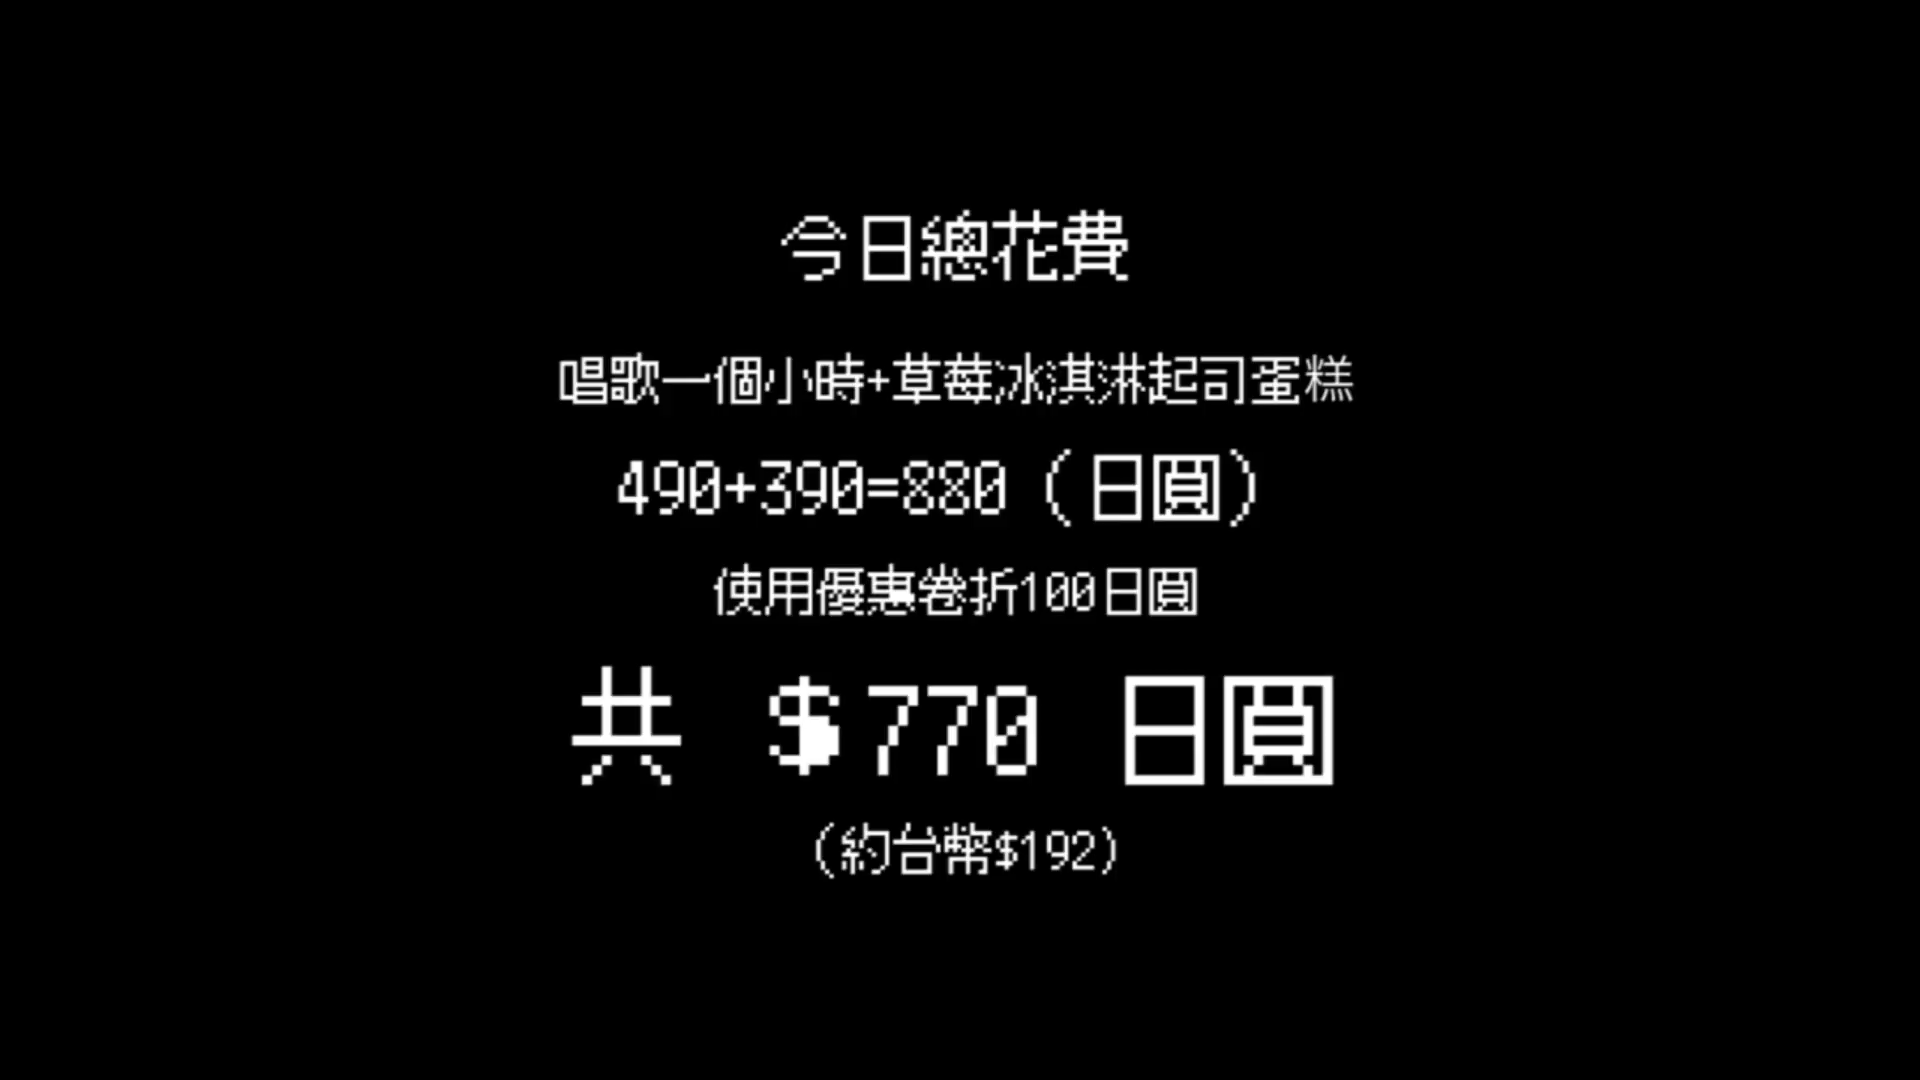 今日總花費
唱歌一個小時+草莓冰淇淋起司蛋糕
490+390=880（日圓）
使用優惠卷折100日圓
共 $770 日圓
(約台幣$192)